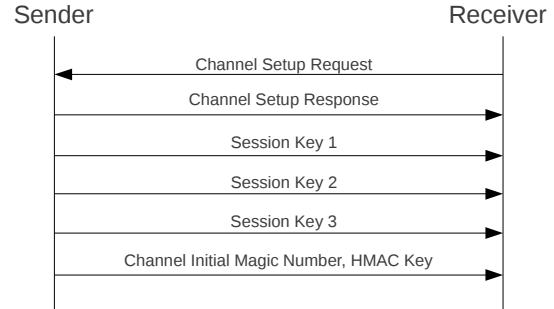 Sender Receiver
Channel Setup Request
Channel Setup Response
Session Key 1
Session Key 2
Session Key 3
Channel Initial Magic Number, HMAC Key